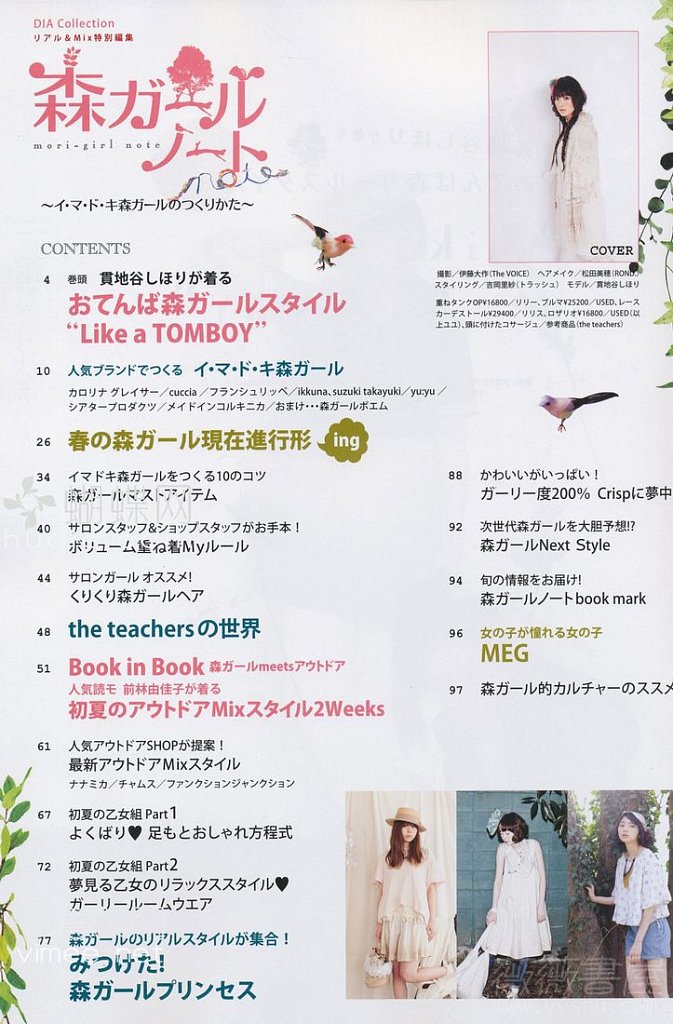 DIA Collection
リアル&Mix特別編集
森ガール
mori-girl note
ノート
note
〜イ・マ・ド・キ森ガールのつくりかた〜
COVER
撮影／伊藤大作(The VOICE) ヘアメイク／松田美穂(ROND.)
スタイリング／吉岡里紗(トラッシュ) モデル／貫地谷しほり
重ねタンクOP¥16800／リリー、ブルマ¥25200／USED、レース
カーデストール¥29400／リリス、ロザリオ¥16800／USED(以
上ユユ)、頭に付けたコサージュ／参考商品(the teachers)
CONTENTS
4 巻頭 貫地谷しほりが着る
おてんば森ガールスタイル
“Like a TOMBOY”
10 人気ブランドでつくる イ・マ・ド・キ森ガール
カロリナ グレイサー／cuccia／フランシュリッペ／ikkuna、suzuki takayuki／yu:yu／
シアタープロダクツ／メイドインコルキニカ／おまけ・・・森ガールポエム
26 春の森ガール現在進行形 ing
34 イマドキ森ガールをつくる10のコツ
森ガールマストアイテム
40 サロンスタッフ&ショップスタッフがお手本！
ボリューム重ね着Myルール
44 サロンガール オススメ!
くりくり森ガールヘア
48 the teachersの世界
51 Book in Book 森ガールmeetsアウトドア
人気読モ 前林由佳子が着る
初夏のアウトドアMixスタイル2Weeks
61 人気アウトドアSHOPが提案！
最新アウトドアMixスタイル
ナナミカ／チャムス／ファンクションジャンクション
67 初夏の乙女組 Part1
よくばり♥ 足もとおしゃれ方程式
72 初夏の乙女組 Part2
夢見る乙女のリラックススタイル♥
ガーリールームウエア
77 森ガールのリアルスタイルが集合！
みつけた!
森ガールプリンセス
88 かわいいがいっぱい！
ガーリー度200% Crispに夢中
92 次世代森ガールを大胆予想!?
森ガールNext Style
94 旬の情報をお届け!
森ガールノートbook mark
96 女の子が憧れる女の子
MEG
97 森ガール的カルチャーのススメ
蝴蝶网
薇薇書屋